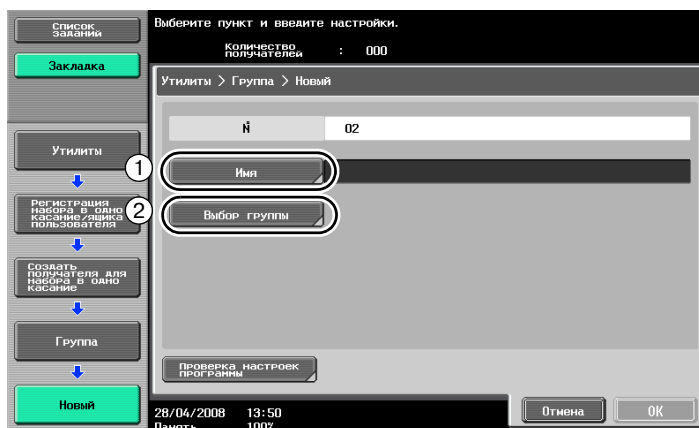 Список
заданий
Закладка
Утилиты
Регистрация
набора в одно
касание/ящика
пользователя
Создать
получателя для
набора в одно
касание
Группа
Новый
Выберите пункт и введите настройки.
Количество
получателей : 000
Утилиты > Группа > Новый
№ 02
1
Имя
2
Выбор группы
Проверка настроек
программы
28/04/2008 13:50
Память 100%
Отмена
OK